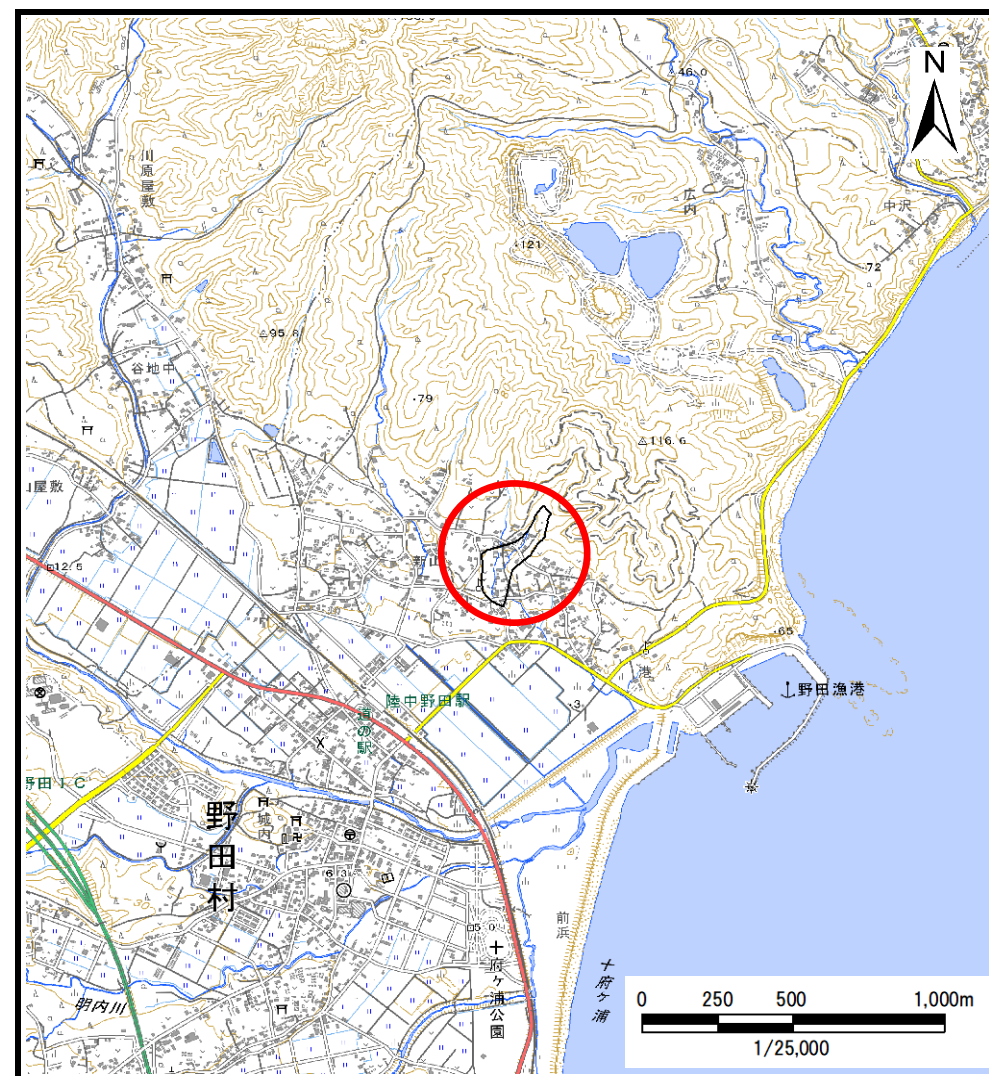 46.0
N
川原屋敷
広内
中沢
121
72
95.8
谷地中
79
116.6
屋敷
新山
12.5
65
港
野田漁港
陸中野田駅
道の駅
3
野田IC
野田村
城内
6.3
5.0
前浜
十府ヶ浦公園
十府ヶ浦
明内川
0 250 500 1,000m
1/25,000